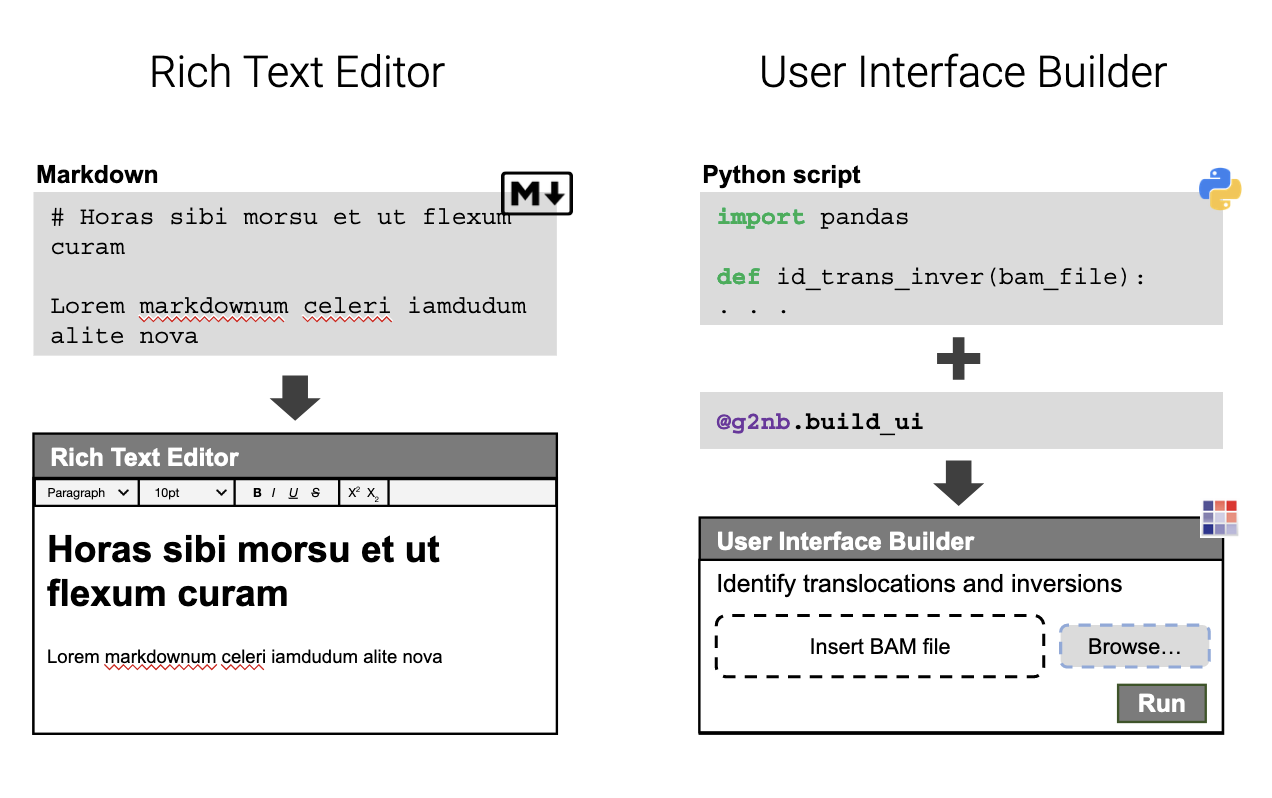 Rich Text Editor
Markdown
M
# Horas sibi morsu et ut flexum
curam
Lorem markdownum celeri iamdudum
alite nova
Rich Text Editor
Paragraph 10pt B I U S X² X₂
Horas sibi morsu et ut
flexum curam
Lorem markdownum celeri iamdudum alite nova
User Interface Builder
Python script
import pandas
def id_trans_inver(bam_file):
. . .
@g2nb.build_ui
User Interface Builder
Identify translocations and inversions
Insert BAM file Browse…
Run